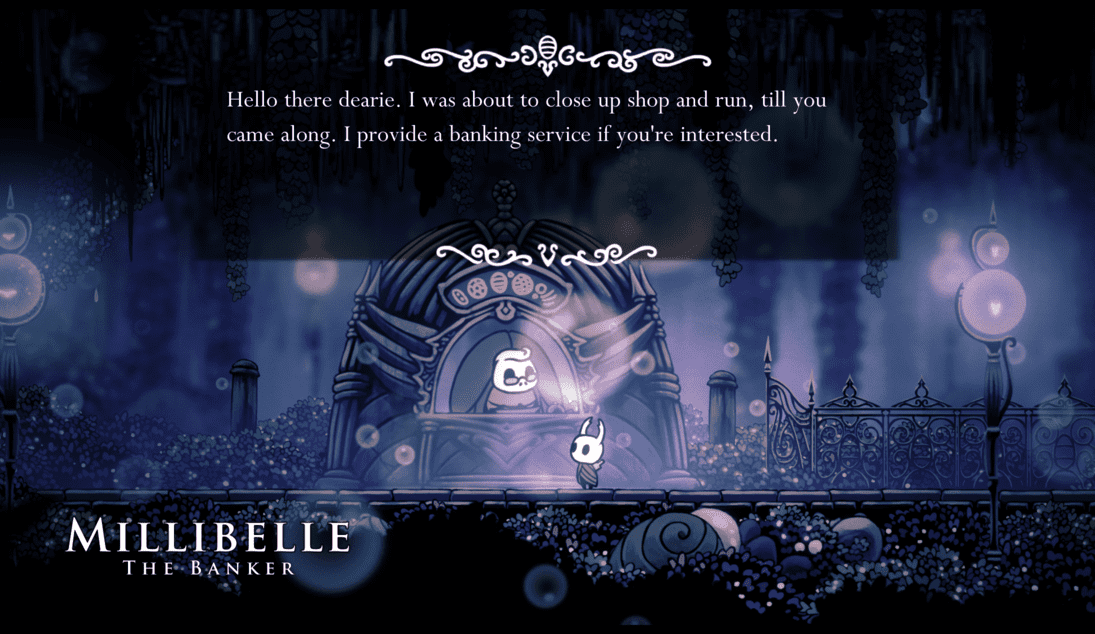 Hello there dearie. I was about to close up shop and run, till you
came along. I provide a banking service if you're interested.
MILLIBELLE
THE BANKER